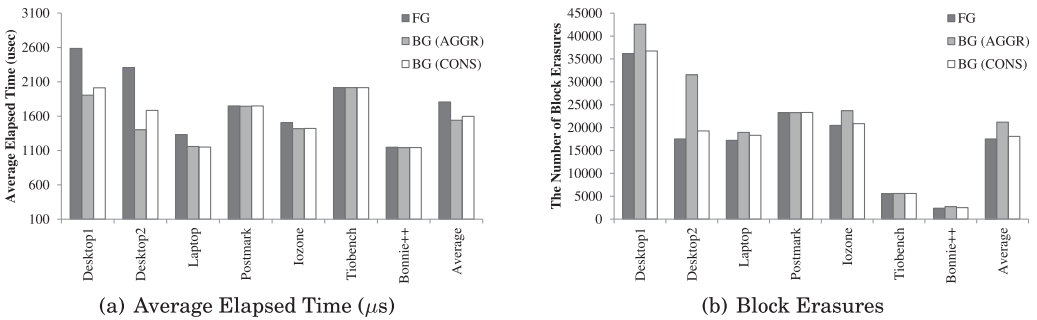 3100
2600
2100
1600
1100
600
100
Average Elapsed Time (usec)
FG
BG (AGGR)
BG (CONS)
Desktop1
Desktop2
Laptop
Postmark
Iozone
Tiobench
Bonnie++
Average
(a) Average Elapsed Time (μs)
45000
40000
35000
30000
25000
20000
15000
10000
5000
0
The Number of Block Erasures
FG
BG (AGGR)
BG (CONS)
Desktop1
Desktop2
Laptop
Postmark
Iozone
Tiobench
Bonnie++
Average
(b) Block Erasures